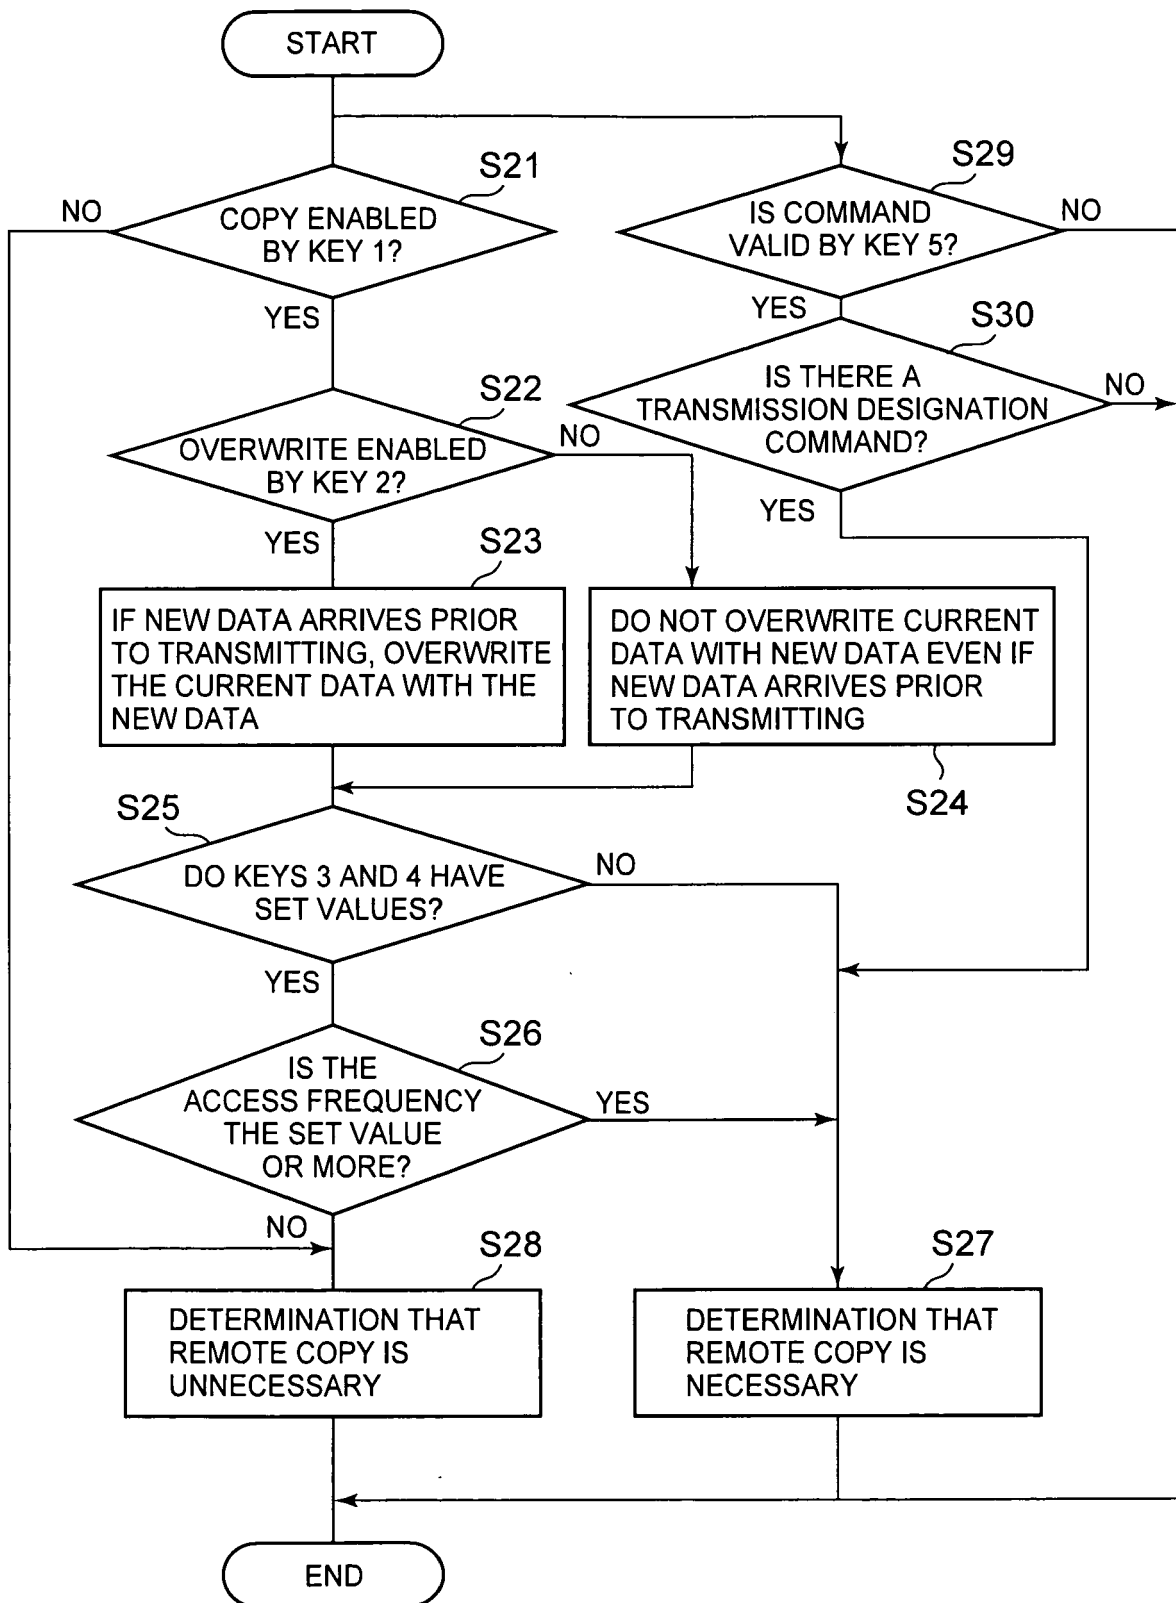 START
S21
NO
COPY ENABLED
BY KEY 1?
YES
S29
IS COMMAND
VALID BY KEY 5?
NO
YES
S30
IS THERE A
TRANSMISSION DESIGNATION
COMMAND?
NO
YES
S22
OVERWRITE ENABLED
BY KEY 2?
NO
YES
S23
IF NEW DATA ARRIVES PRIOR
TO TRANSMITTING, OVERWRITE
THE CURRENT DATA WITH THE
NEW DATA
DO NOT OVERWRITE CURRENT
DATA WITH NEW DATA EVEN IF
NEW DATA ARRIVES PRIOR
TO TRANSMITTING
S24
S25
DO KEYS 3 AND 4 HAVE
SET VALUES?
NO
YES
S26
IS THE
ACCESS FREQUENCY
THE SET VALUE
OR MORE?
YES
NO
S28
DETERMINATION THAT
REMOTE COPY IS
UNNECESSARY
S27
DETERMINATION THAT
REMOTE COPY IS
NECESSARY
END